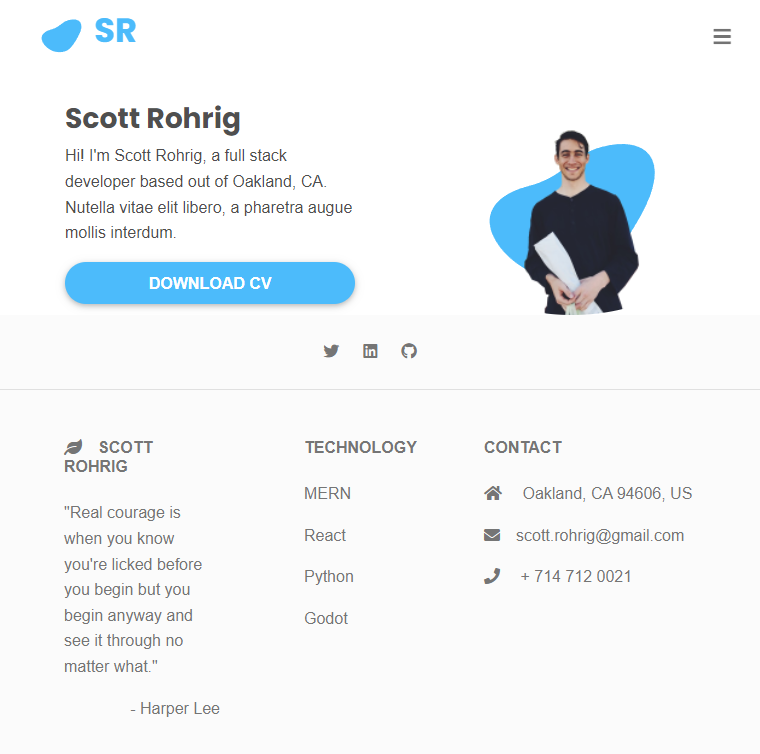 SR
Scott Rohrig
Hi! I'm Scott Rohrig, a full stack
developer based out of Oakland, CA.
Nutella vitae elit libero, a pharetra augue
mollis interdum.
DOWNLOAD CV
SCOTT
ROHRIG
"Real courage is
when you know
you're licked before
you begin but you
begin anyway and
see it through no
matter what."
- Harper Lee
TECHNOLOGY
MERN
React
Python
Godot
CONTACT
Oakland, CA 94606, US
scott.rohrig@gmail.com
+ 714 712 0021